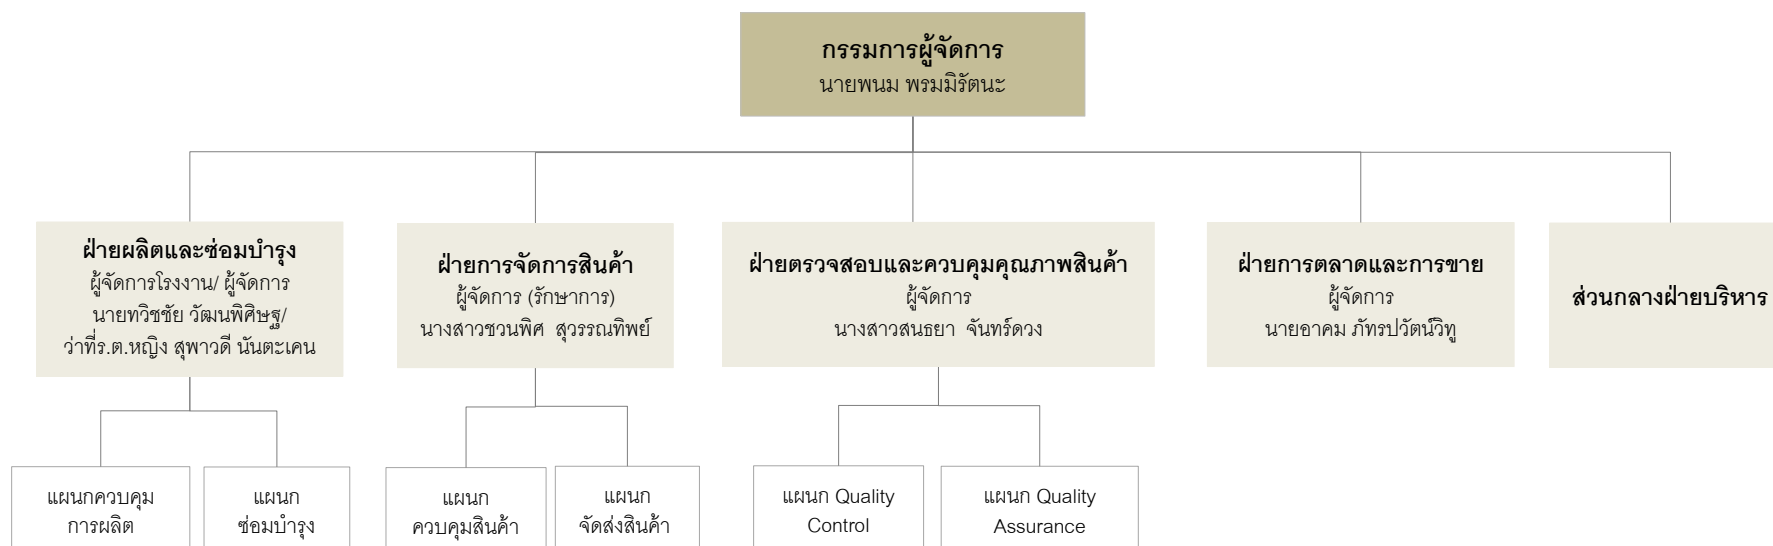 กรรมการผู้จัดการ
นายพนม พรมมิรัตนะ
ฝ่ายผลิตและซ่อมบำรุง
ผู้จัดการโรงงาน/ ผู้จัดการ
นายทวิชชัย วัฒนพิศิษฐ/
ว่าที่ร.ต.หญิง สุพาวดี นันตะเคน
ฝ่ายการจัดการสินค้า
ผู้จัดการ (รักษาการ)
นางสาวชวนพิศ สุวรรณทิพย์
ฝ่ายตรวจสอบและควบคุมคุณภาพสินค้า
ผู้จัดการ
นางสาวสนธยา จันทร์ดวง
ฝ่ายการตลาดและการขาย
ผู้จัดการ
นายอาคม ภัทรปวัตน์วิทู
ส่วนกลางฝ่ายบริหาร
แผนกควบคุม
การผลิต
แผนก
ซ่อมบำรุง
แผนก
ควบคุมสินค้า
แผนก
จัดส่งสินค้า
แผนก Quality
Control
แผนก Quality
Assurance